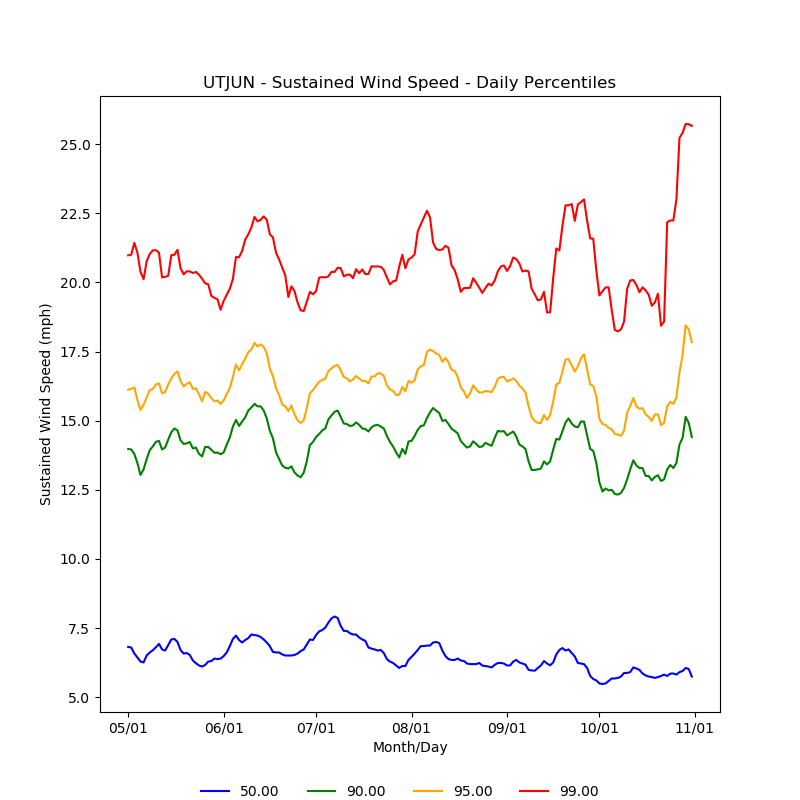 UTJUN - Sustained Wind Speed - Daily Percentiles
Sustained Wind Speed (mph)
25.0
22.5
20.0
17.5
15.0
12.5
10.0
7.5
5.0
05/01 06/01 07/01 08/01 09/01 10/01 11/01
Month/Day
50.00 90.00 95.00 99.00